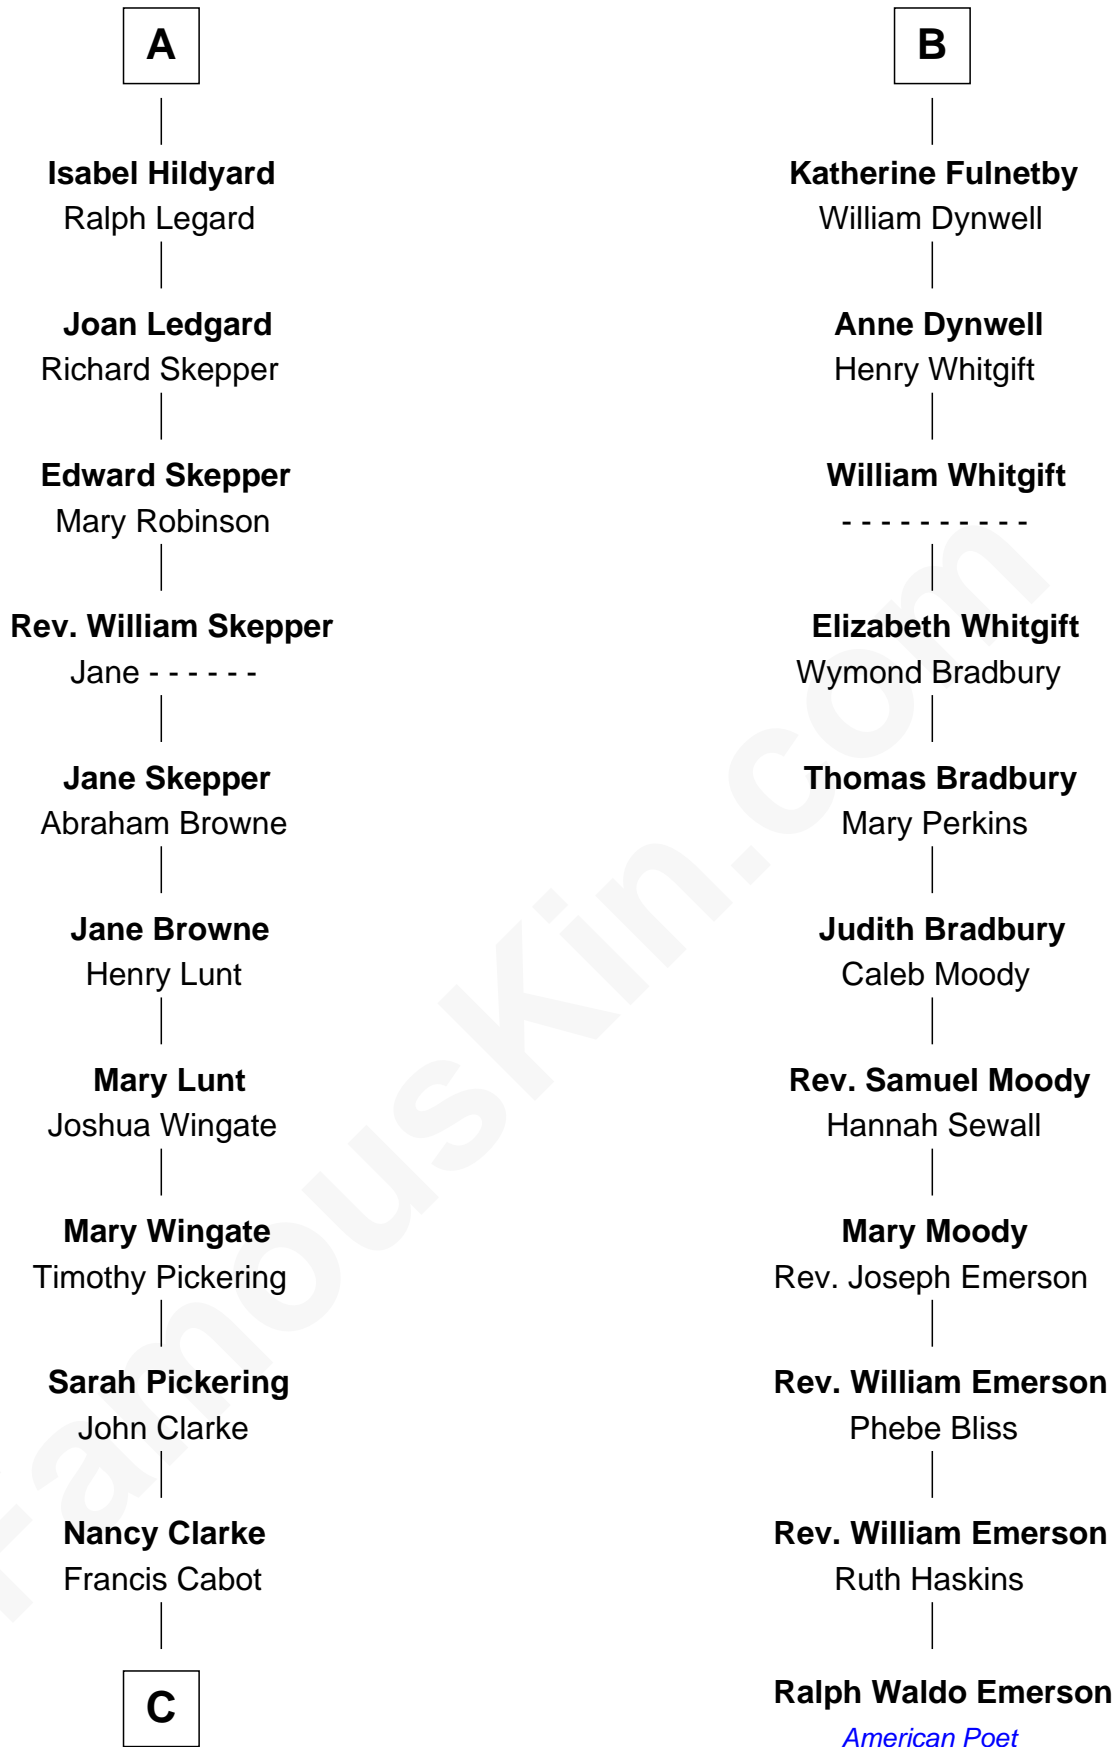 A
Isabel Hildyard
Ralph Legard
Joan Ledgard
Richard Skepper
Edward Skepper
Mary Robinson
Rev. William Skepper
Jane - - - - - -
Jane Skepper
Abraham Browne
Jane Browne
Henry Lunt
Mary Lunt
Joshua Wingate
Mary Wingate
Timothy Pickering
Sarah Pickering
John Clarke
Nancy Clarke
Francis Cabot
C
B
Katherine Fulnetby
William Dynwell
Anne Dynwell
Henry Whitgift
William Whitgift
- - - - - - - - - -
Elizabeth Whitgift
Wymond Bradbury
Thomas Bradbury
Mary Perkins
Judith Bradbury
Caleb Moody
Rev. Samuel Moody
Hannah Sewall
Mary Moody
Rev. Joseph Emerson
Rev. William Emerson
Phebe Bliss
Rev. William Emerson
Ruth Haskins
Ralph Waldo Emerson
American Poet
FamousKin.com